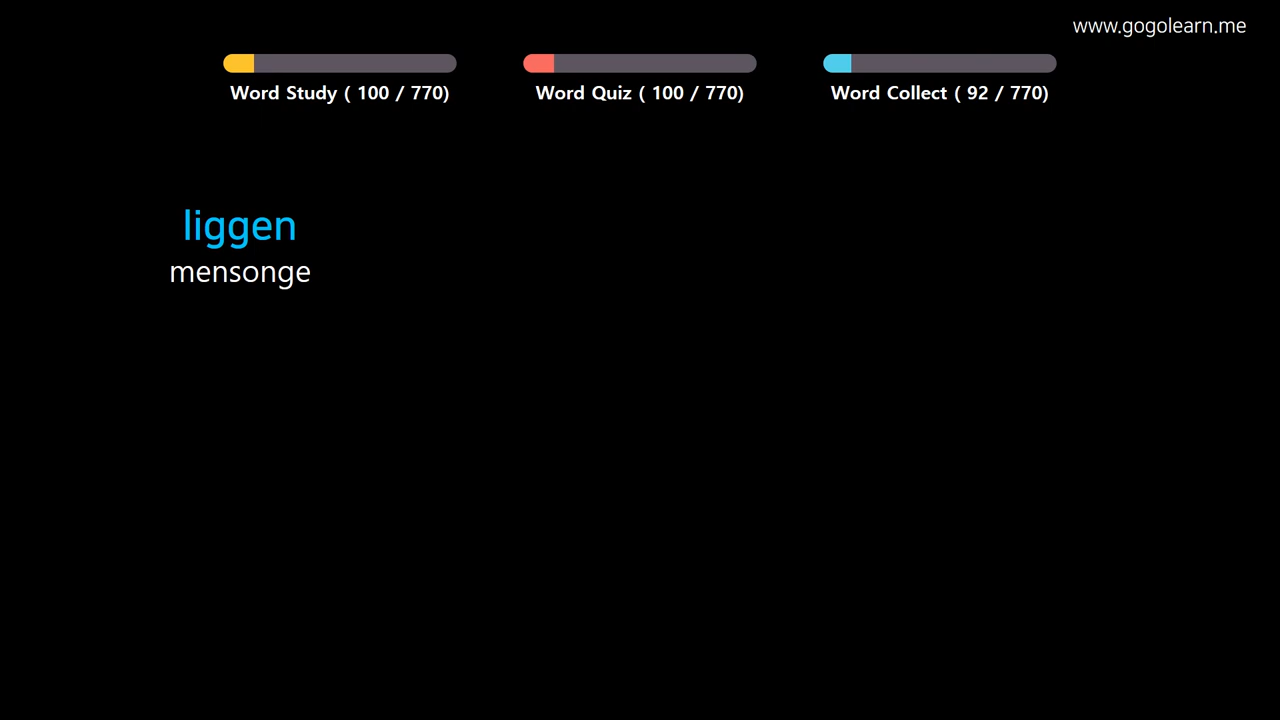 www.gogolearn.me
Word Study ( 100 / 770)
Word Quiz ( 100 / 770)
Word Collect ( 92 / 770)
liggen
mensonge